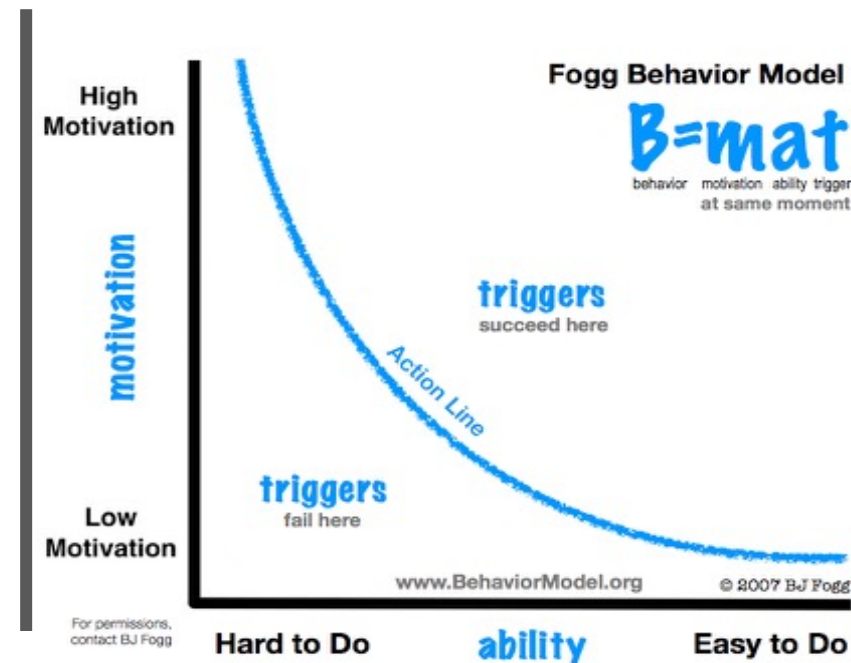 Fogg Behavior Model
B=mat
behavior motivation ability trigger
at same moment
High
Motivation
motivation
triggers
succeed here
Action Line
triggers
fail here
Low
Motivation
www.BehaviorModel.org
© 2007 BJ Fogg
For permissions,
contact BJ Fogg
Hard to Do
ability
Easy to Do